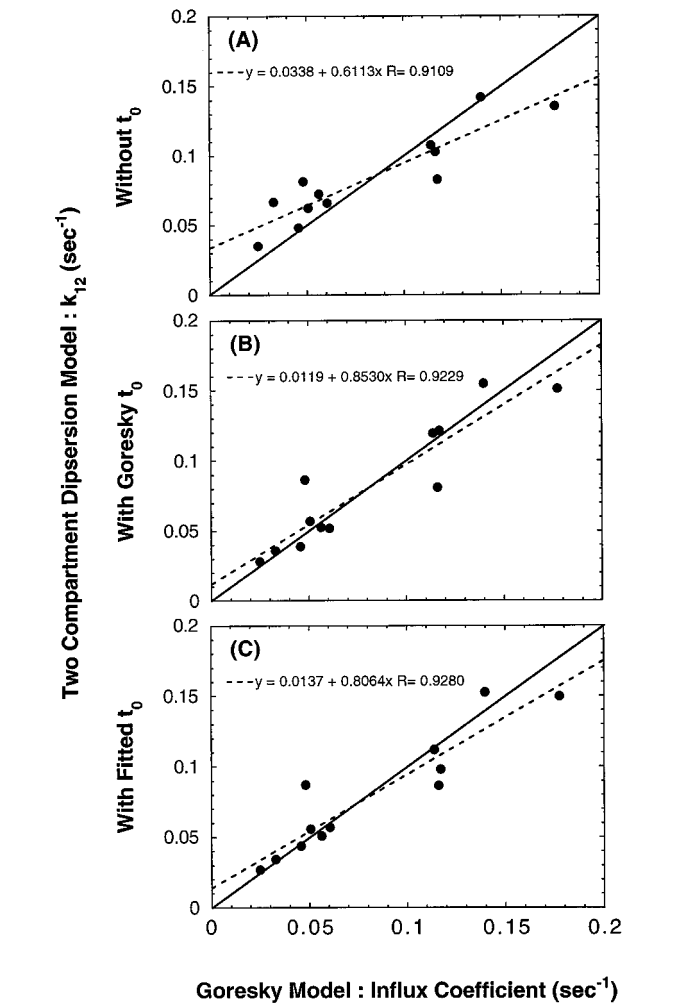 Two Compartment Dipsersion Model : k12 (sec-1)
Without t0
0.2
0.15
0.1
0.05
0
(A)
y = 0.0338 + 0.6113x R= 0.9109
With Goresky t0
0.2
0.15
0.1
0.05
0
(B)
y = 0.0119 + 0.8530x R= 0.9229
With Fitted t0
0.2
0.15
0.1
0.05
0
(C)
y = 0.0137 + 0.8064x R= 0.9280
0 0.05 0.1 0.15 0.2
Goresky Model : Influx Coefficient (sec-1)